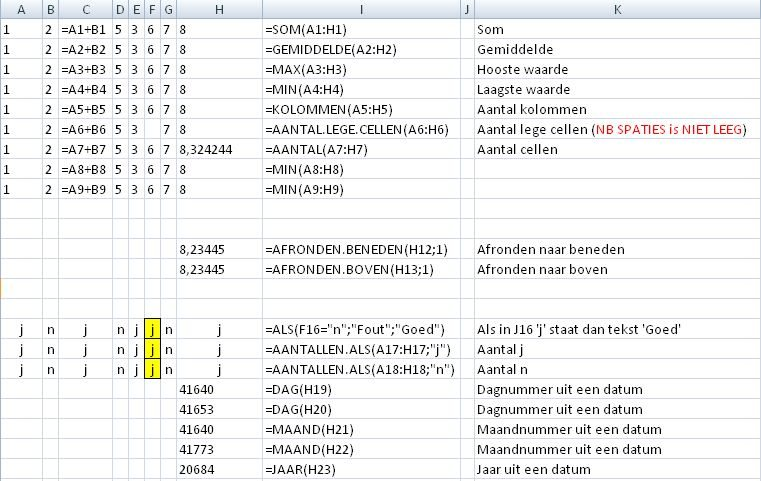 A B C D E F G H I J K
1 2 =A1+B1 5 3 6 7 8 =SOM(A1:H1) Som
1 2 =A2+B2 5 3 6 7 8 =GEMIDDELDE(A2:H2) Gemiddelde
1 2 =A3+B3 5 3 6 7 8 =MAX(A3:H3) Hooste waarde
1 2 =A4+B4 5 3 6 7 8 =MIN(A4:H4) Laagste waarde
1 2 =A5+B5 5 3 6 7 8 =KOLOMMEN(A5:H5) Aantal kolommen
1 2 =A6+B6 5 3 7 8 =AANTAL.LEGE.CELLEN(A6:H6) Aantal lege cellen (NB SPATIES is NIET LEEG)
1 2 =A7+B7 5 3 6 7 8,324244 =AANTAL(A7:H7) Aantal cellen
1 2 =A8+B8 5 3 6 7 8 =MIN(A8:H8)
1 2 =A9+B9 5 3 6 7 8 =MIN(A9:H9)
8,23445 =AFRONDEN.BENEDEN(H12;1) Afronden naar beneden
8,23445 =AFRONDEN.BOVEN(H13;1) Afronden naar boven
j n j n j j n j =ALS(F16="n";"Fout";"Goed") Als in J16 'j' staat dan tekst 'Goed'
j n j n j j n j =AANTALLEN.ALS(A17:H17;"j") Aantal j
j n j n j j n j =AANTALLEN.ALS(A18:H18;"n") Aantal n
41640 =DAG(H19) Dagnummer uit een datum
41653 =DAG(H20) Dagnummer uit een datum
41640 =MAAND(H21) Maandnummer uit een datum
41773 =MAAND(H22) Maandnummer uit een datum
20684 =JAAR(H23) Jaar uit een datum